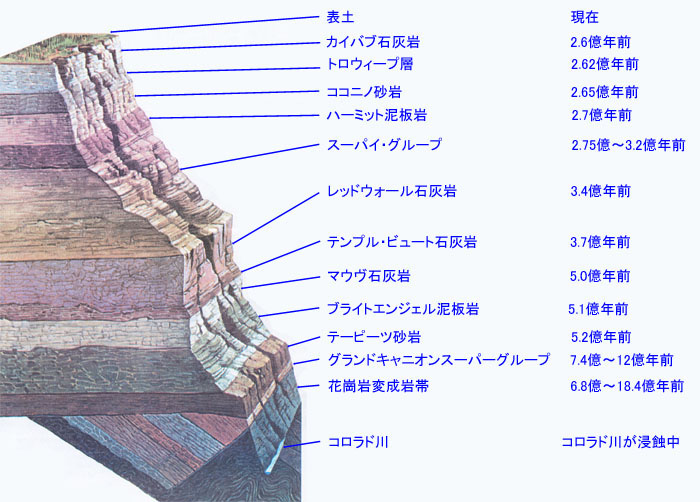 表土 現在
カイバブ石灰岩 2.6億年前
トロウィープ層 2.62億年前
ココニノ砂岩 2.65億年前
ハーミット泥板岩 2.7億年前
スーパイ・グループ 2.75億～3.2億年前
レッドウォール石灰岩 3.4億年前
テンプル・ビュート石灰岩 3.7億年前
マウヴ石灰岩 5.0億年前
ブライトエンジェル泥板岩 5.1億年前
テーピーツ砂岩 5.2億年前
グランドキャニオンスーパーグループ 7.4億～12億年前
花崗岩変成岩帯 6.8億～18.4億年前
コロラド川 コロラド川が浸蝕中